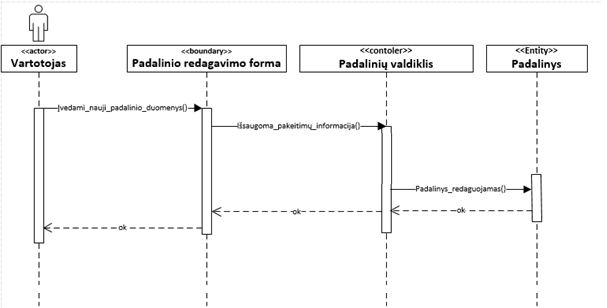 <<actor>>
Vartotojas
<<boundary>>
Padalinio redagavimo forma
<<contoler>>
Padalinių valdiklis
<<Entity>>
Padalinys
Įvedami_nauji_padalinio_duomenys()
Išsaugoma_pakeitimų_informacija()
Padalinys_redaguojamas()
ok
ok
ok